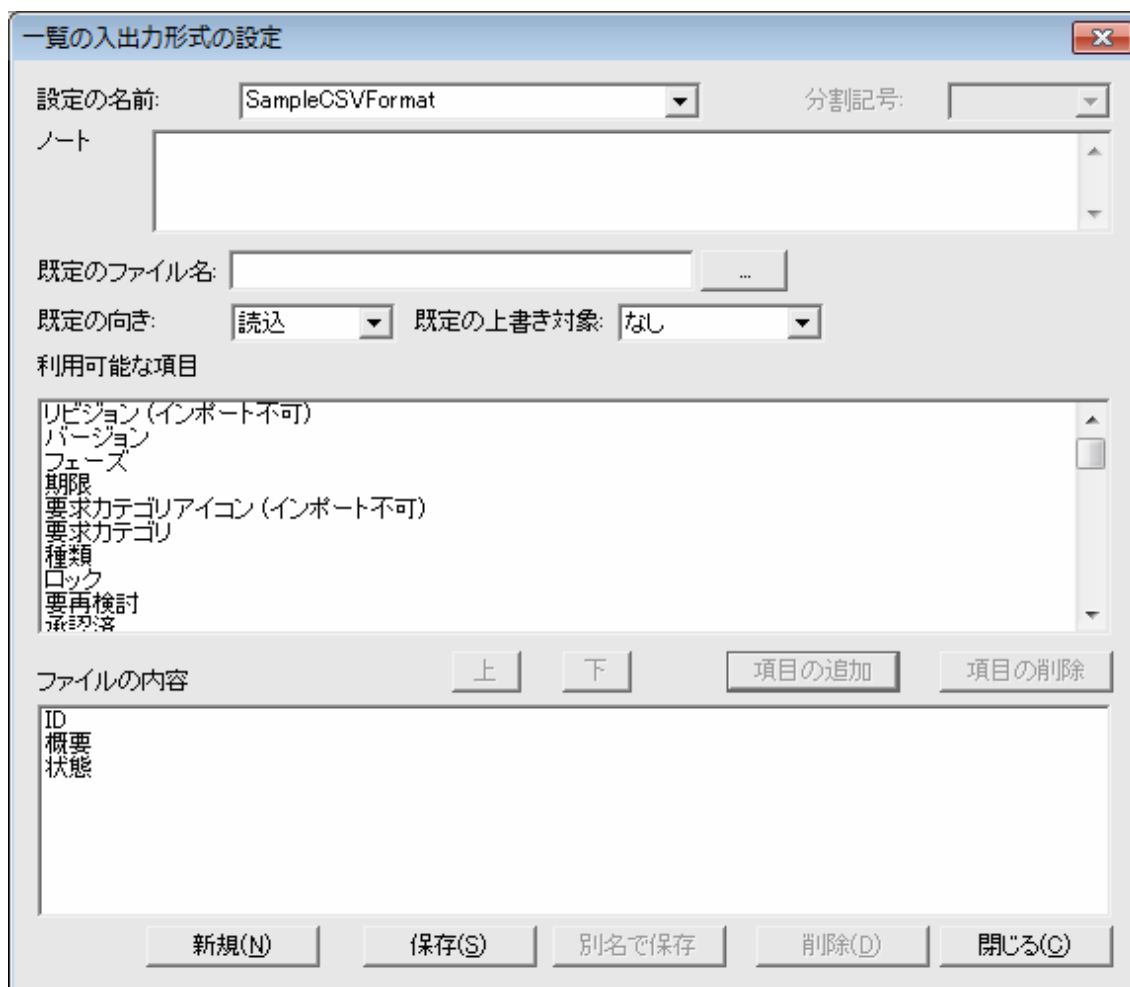 一覧の入出力形式の設定
設定の名前: SampleCSVFormat 分割記号:
ノート
既定のファイル名: ...
既定の向き: 読込 既定の上書き対象: なし
利用可能な項目
リビジョン (インポート不可)
バージョン
フェーズ
期限
要求カテゴリアイコン (インポート不可)
要求カテゴリ
種類
ロック
要再検討
承認済
ファイルの内容 上 下 項目の追加 項目の削除
ID
概要
状態
新規(N) 保存(S) 別名で保存 削除(D) 閉じる(C)